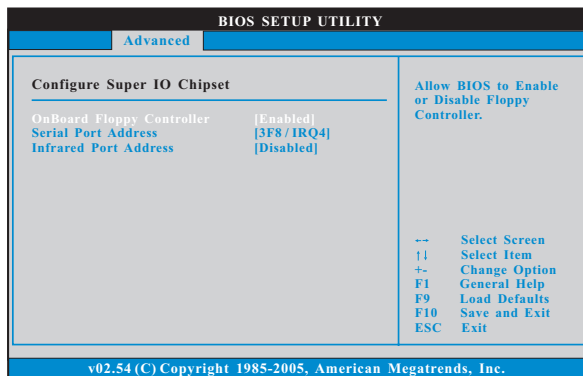 BIOS SETUP UTILITY
Advanced
Configure Super IO Chipset
OnBoard Floppy Controller [Enabled]
Serial Port Address [3F8 / IRQ4]
Infrared Port Address [Disabled]
Allow BIOS to Enable
or Disable Floppy
Controller.
←→ Select Screen
↑↓ Select Item
+- Change Option
F1 General Help
F9 Load Defaults
F10 Save and Exit
ESC Exit
v02.54 (C) Copyright 1985-2005, American Megatrends, Inc.